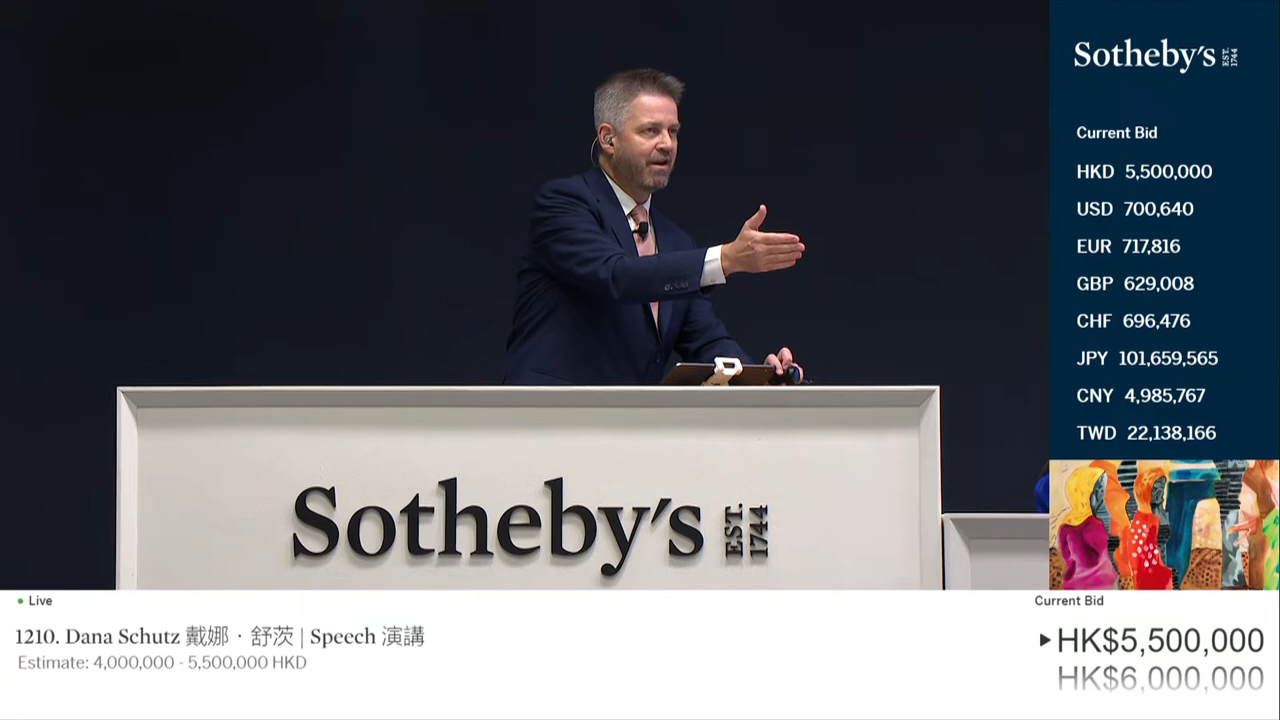 Sotheby's EST. 1744
Current Bid
HKD 5,500,000
USD 700,640
EUR 717,816
GBP 629,008
CHF 696,476
JPY 101,659,565
CNY 4,985,767
TWD 22,138,166
Sotheby's EST. 1744
Live
1210. Dana Schutz 戴娜·舒茨 | Speech 演講
Estimate: 4,000,000 - 5,500,000 HKD
Current Bid
HK$5,500,000
HK$6,000,000